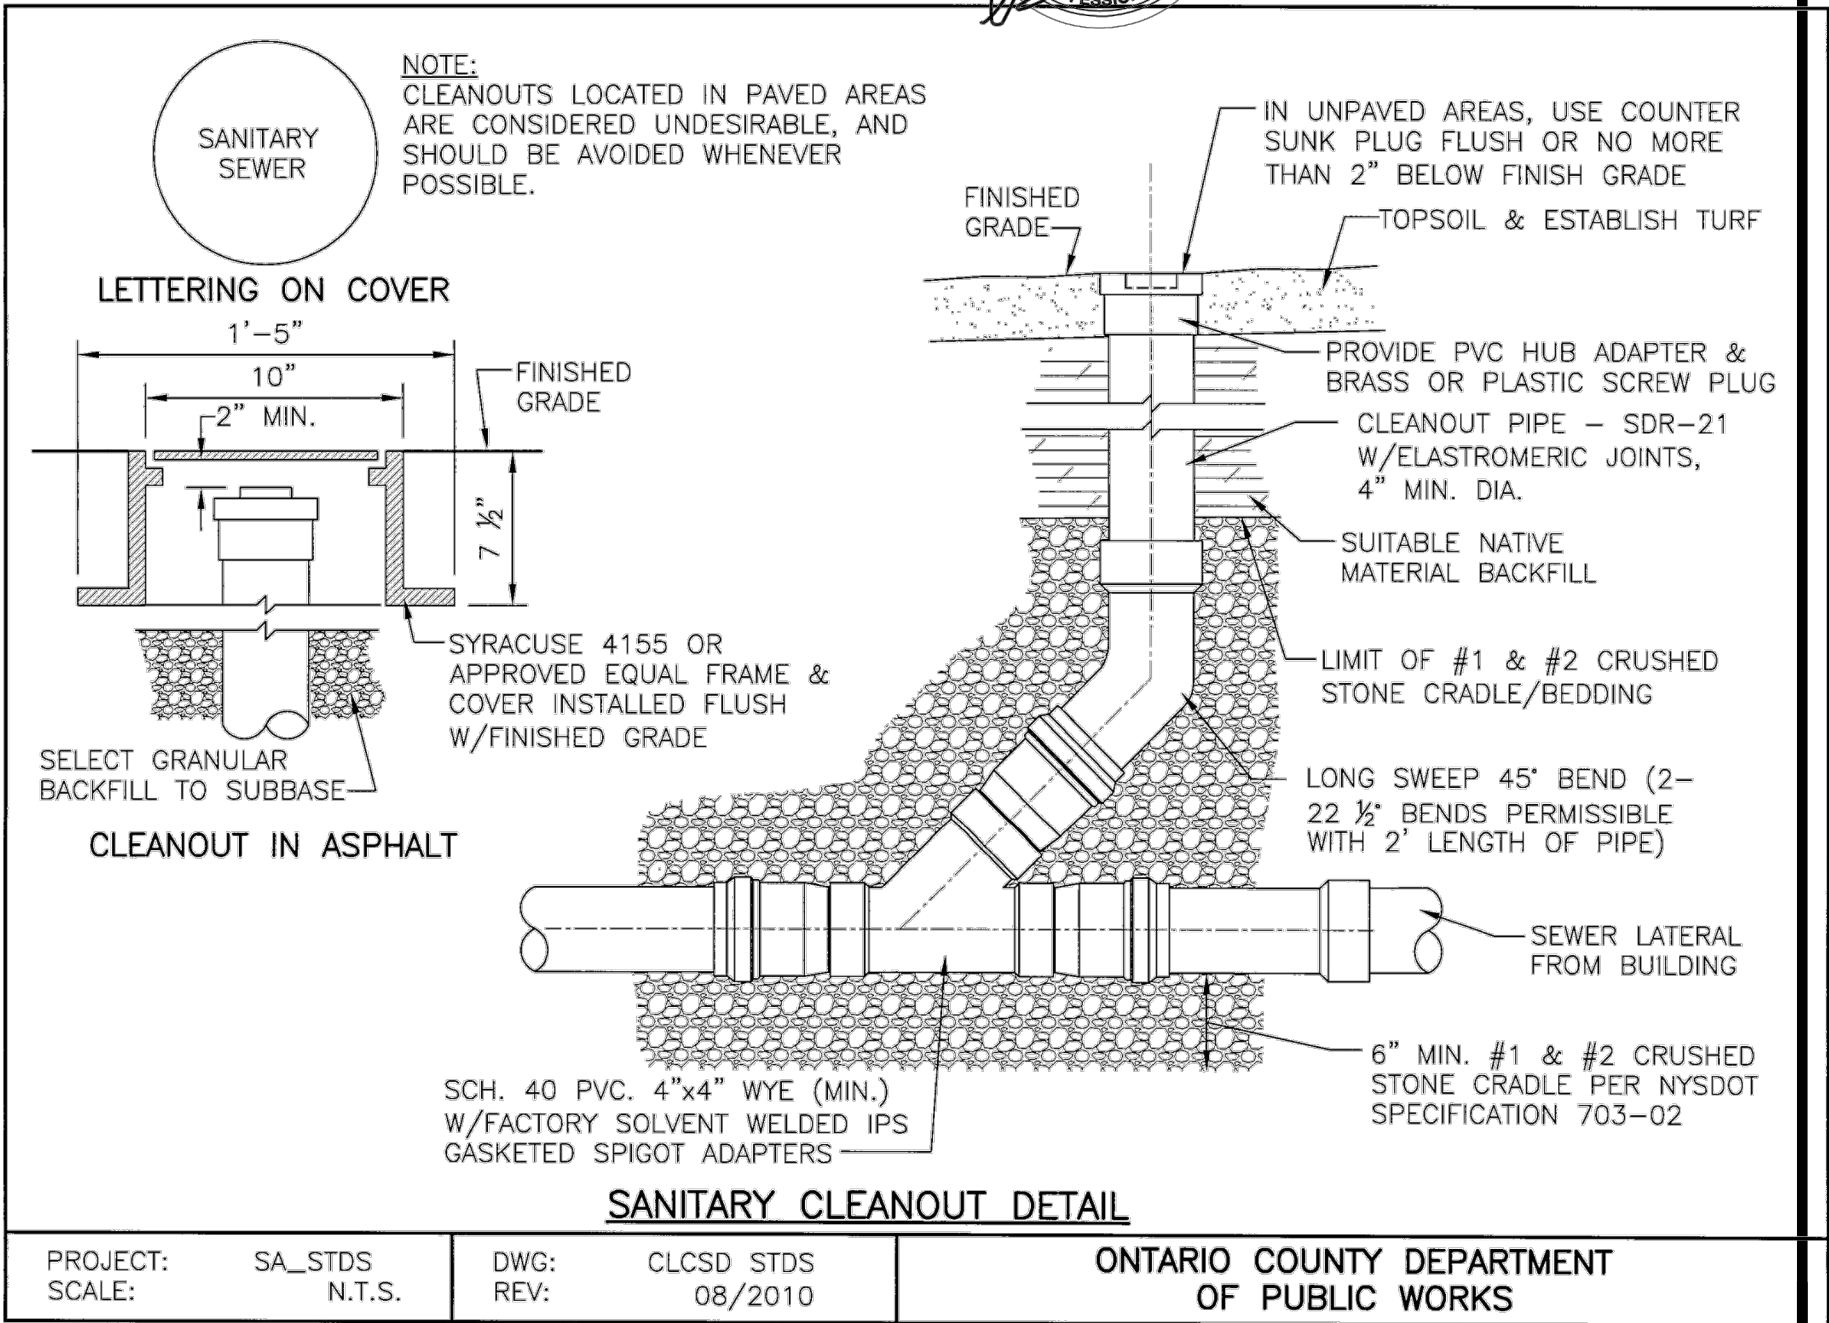 SANITARY
SEWER
LETTERING ON COVER
NOTE:
CLEANOUTS LOCATED IN PAVED AREAS
ARE CONSIDERED UNDESIRABLE, AND
SHOULD BE AVOIDED WHENEVER
POSSIBLE.
1'-5"
10"
2" MIN.
FINISHED
GRADE
7 ½"
SYRACUSE 4155 OR
APPROVED EQUAL FRAME &
COVER INSTALLED FLUSH
W/FINISHED GRADE
SELECT GRANULAR
BACKFILL TO SUBBASE
CLEANOUT IN ASPHALT
FINISHED
GRADE
IN UNPAVED AREAS, USE COUNTER
SUNK PLUG FLUSH OR NO MORE
THAN 2" BELOW FINISH GRADE
TOPSOIL & ESTABLISH TURF
PROVIDE PVC HUB ADAPTER &
BRASS OR PLASTIC SCREW PLUG
CLEANOUT PIPE – SDR–21
W/ELASTROMERIC JOINTS,
4" MIN. DIA.
SUITABLE NATIVE
MATERIAL BACKFILL
LIMIT OF #1 & #2 CRUSHED
STONE CRADLE/BEDDING
LONG SWEEP 45° BEND (2–
22 ½° BENDS PERMISSIBLE
WITH 2' LENGTH OF PIPE)
SEWER LATERAL
FROM BUILDING
6" MIN. #1 & #2 CRUSHED
STONE CRADLE PER NYSDOT
SPECIFICATION 703–02
SCH. 40 PVC. 4"x4" WYE (MIN.)
W/FACTORY SOLVENT WELDED IPS
GASKETED SPIGOT ADAPTERS
SANITARY CLEANOUT DETAIL
PROJECT: SA_STDS
SCALE: N.T.S.
DWG: CLCSD STDS
REV: 08/2010
ONTARIO COUNTY DEPARTMENT
OF PUBLIC WORKS